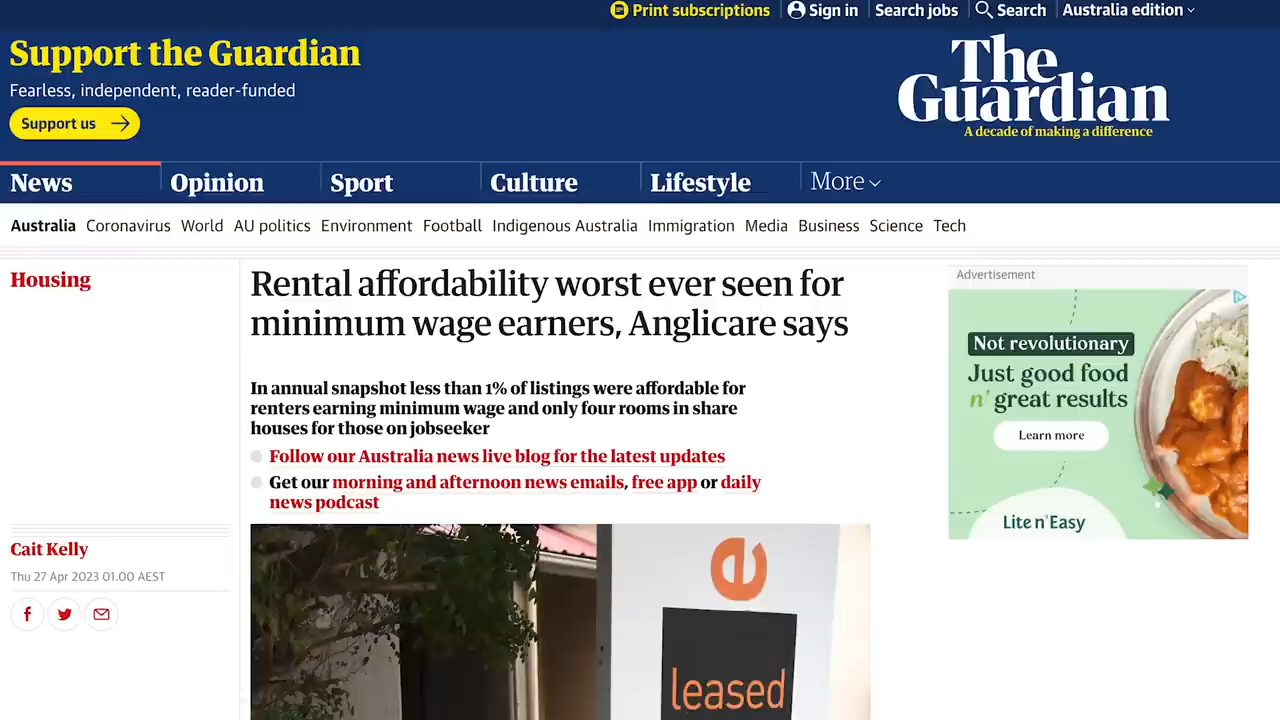 Print subscriptions
Sign in
Search jobs
Search
Australia edition
Support the Guardian
Fearless, independent, reader-funded
Support us
The
Guardian
A decade of making a difference
News
Opinion
Sport
Culture
Lifestyle
More
Australia
Coronavirus
World
AU politics
Environment
Football
Indigenous Australia
Immigration
Media
Business
Science
Tech
Housing
Rental affordability worst ever seen for
minimum wage earners, Anglicare says
In annual snapshot less than 1% of listings were affordable for
renters earning minimum wage and only four rooms in share
houses for those on jobseeker
Follow our Australia news live blog for the latest updates
Get our morning and afternoon news emails, free app or daily
news podcast
Cait Kelly
Thu 27 Apr 2023 01.00 AEST
e
leased
Advertisement
Not revolutionary
Just good food
n' great results
Learn more
Lite n' Easy